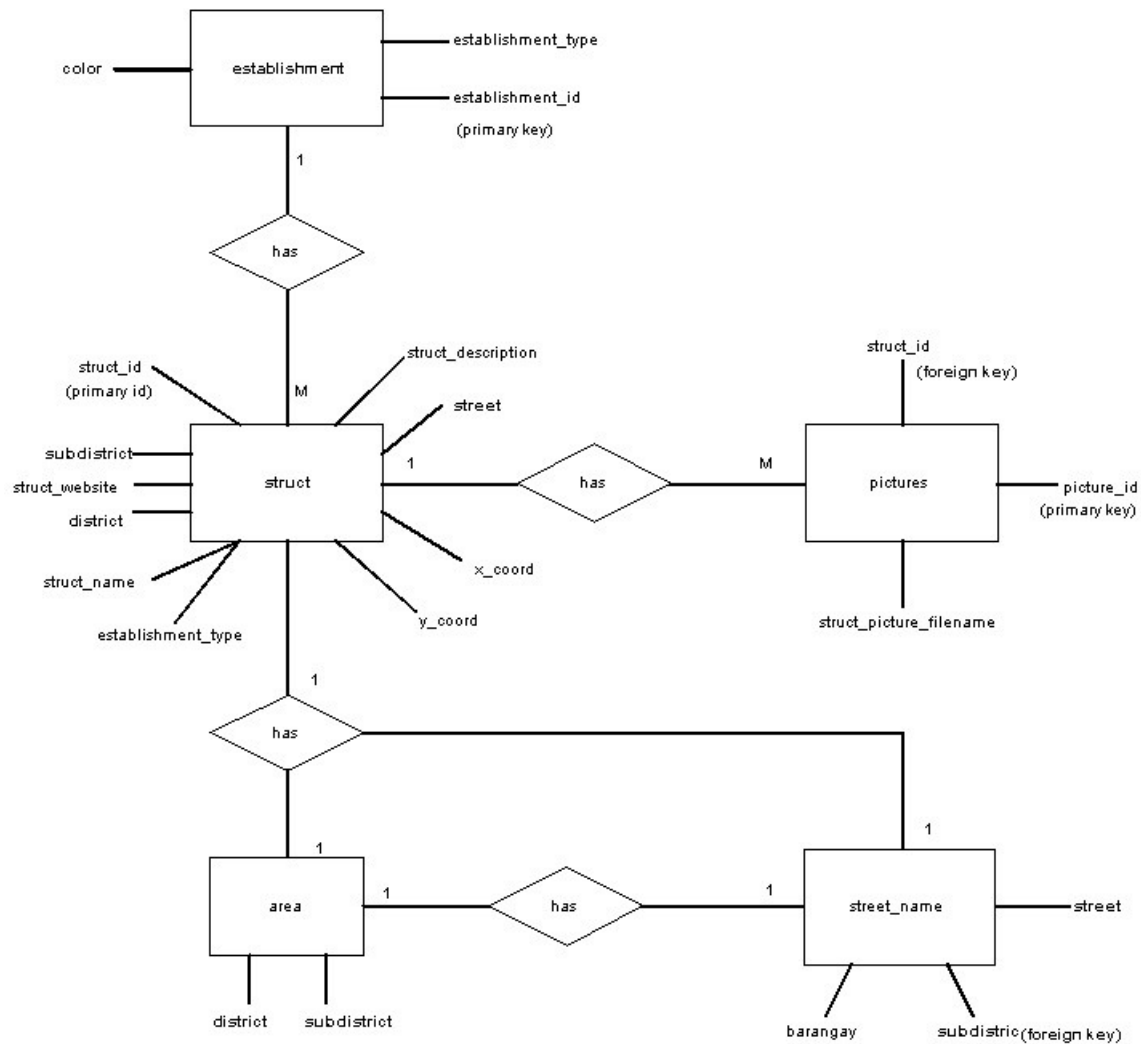 establishment_type
color
establishment
establishment_id
(primary key)
1
has
struct_description
struct_id
(primary id)
M
street
struct_id
(foreign key)
subdistrict
struct_website
district
struct
1
has
M
pictures
picture_id
(primary key)
struct_name
establishment_type
x_coord
y_coord
struct_picture_filename
1
has
1
1
area
1
has
1
street_name
street
district
subdistrict
barangay
subdistric(foreign key)